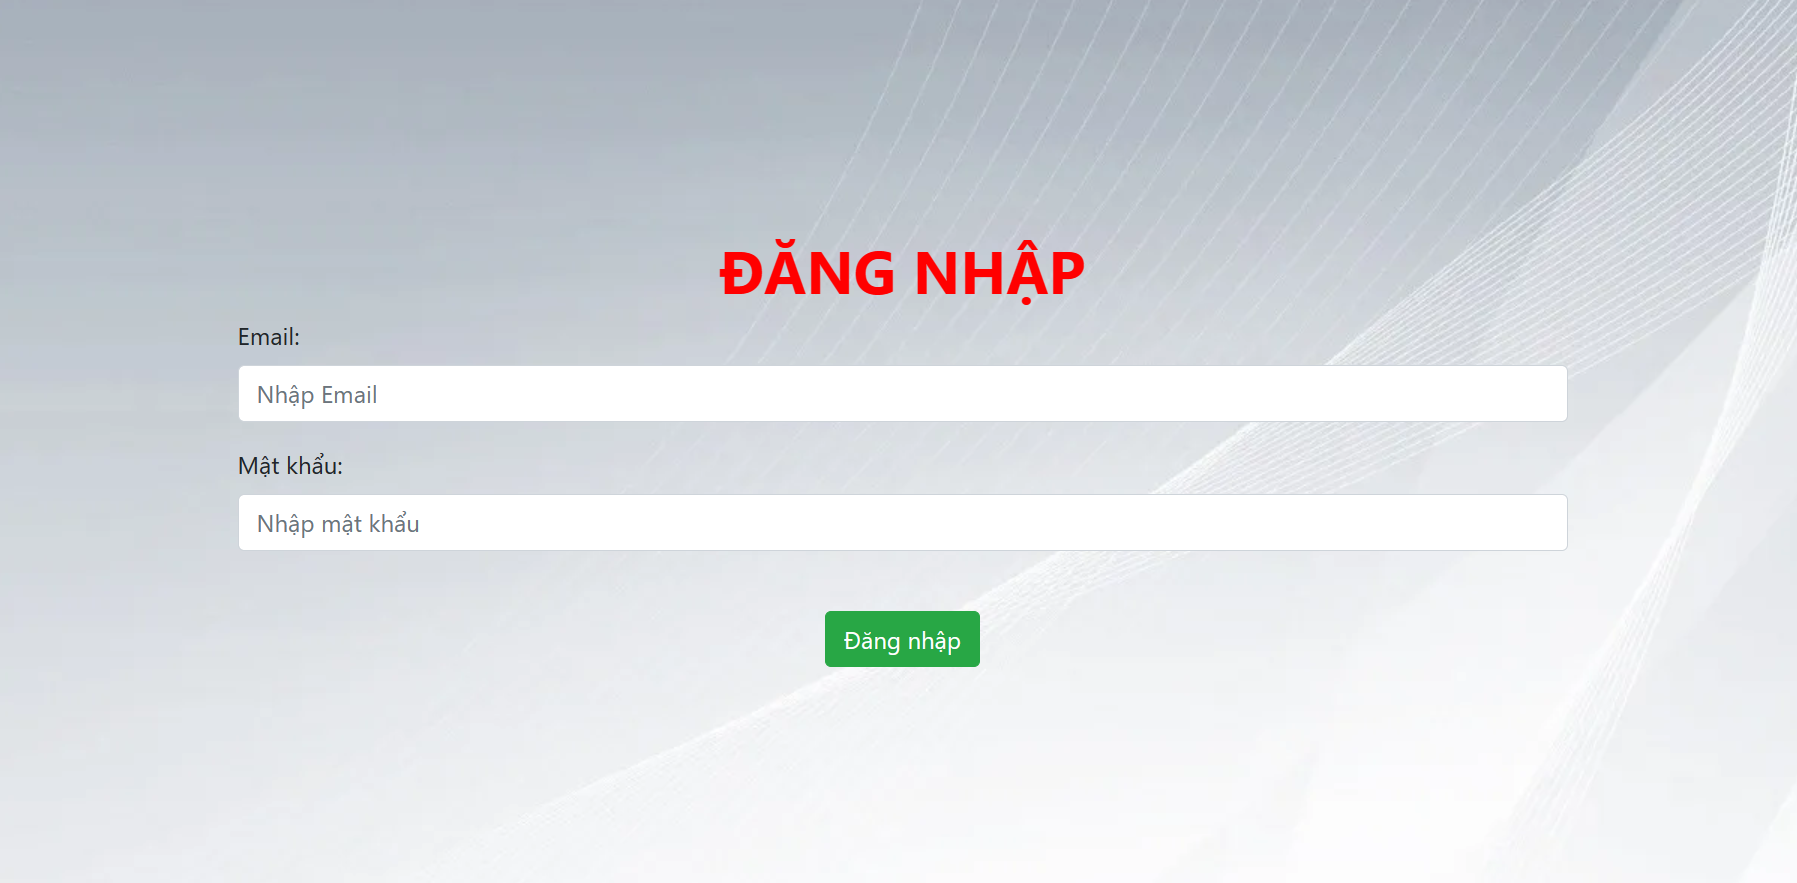 ĐĂNG NHẬP
Email:
Nhập Email
Mật khẩu:
Nhập mật khẩu
Đăng nhập